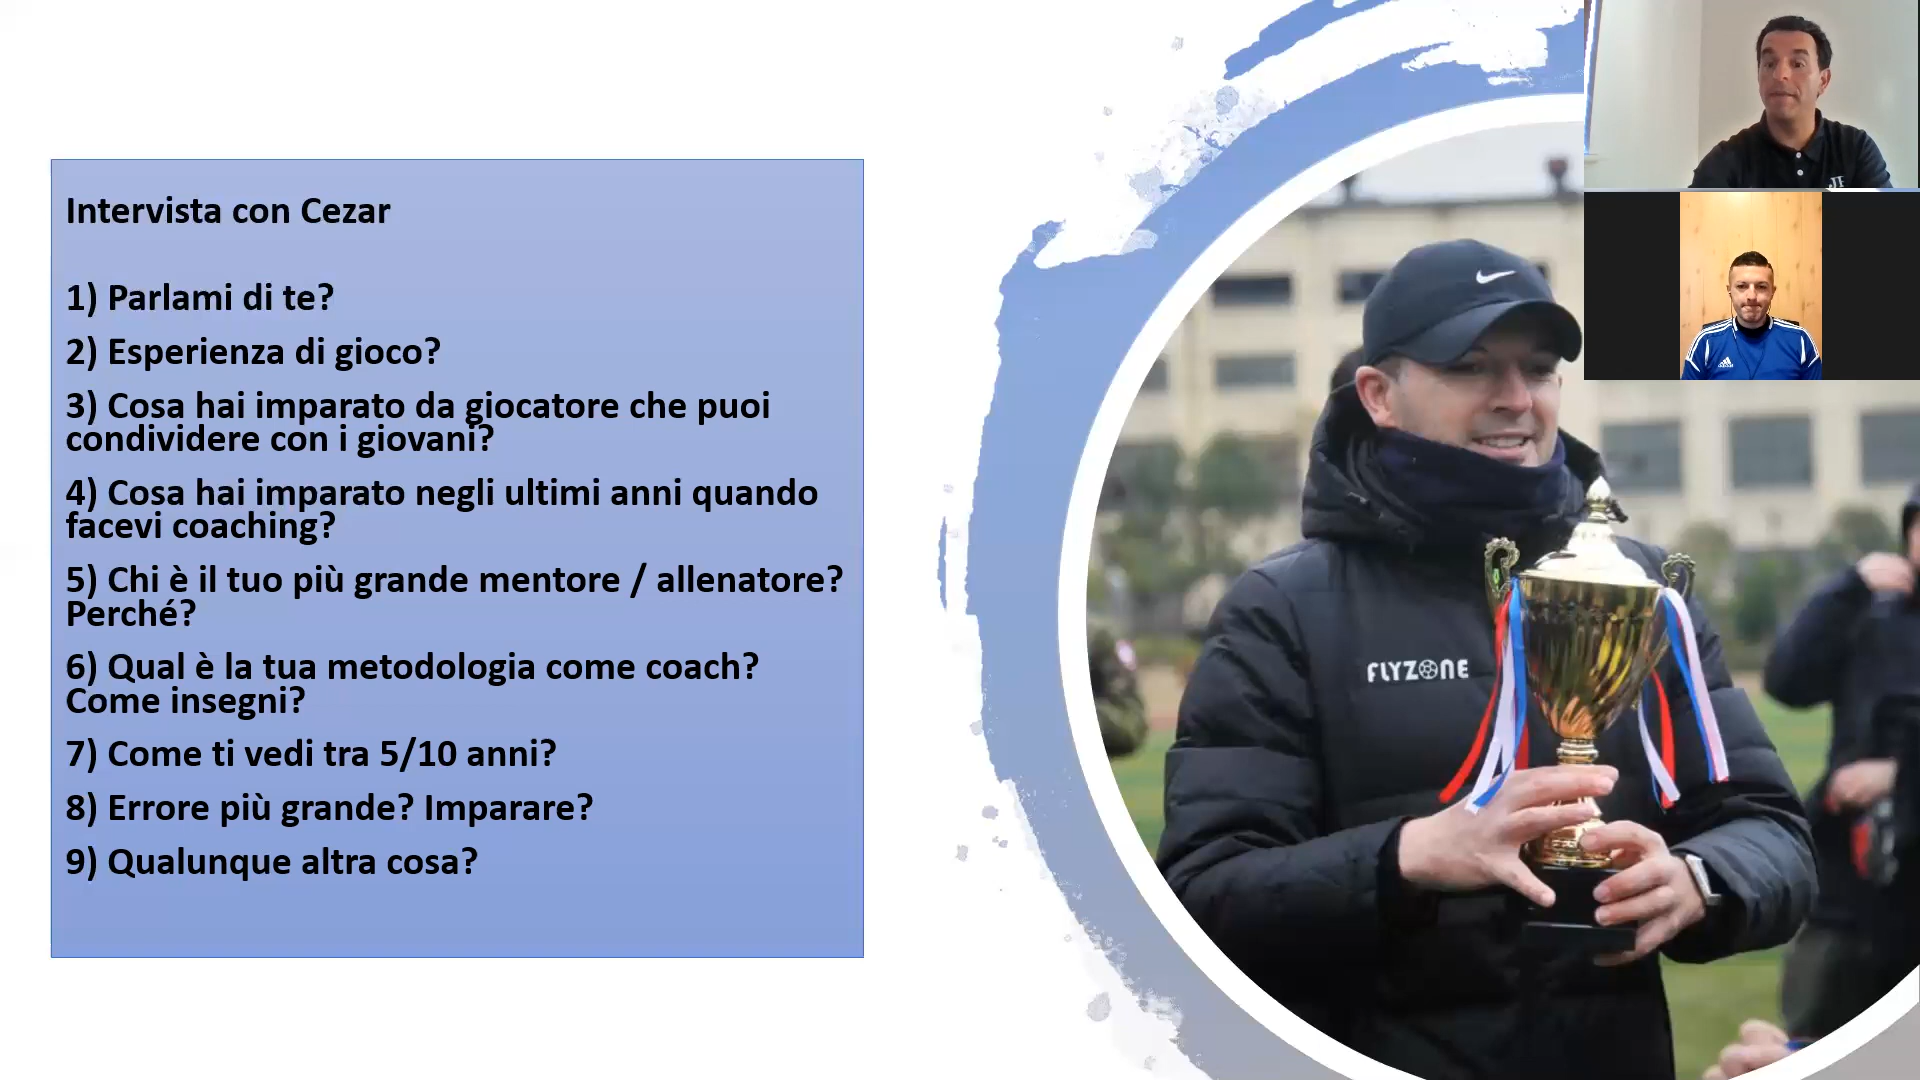 Intervista con Cezar
1) Parlami di te?
2) Esperienza di gioco?
3) Cosa hai imparato da giocatore che puoi
condividere con i giovani?
4) Cosa hai imparato negli ultimi anni quando
facevi coaching?
5) Chi è il tuo più grande mentore / allenatore?
Perché?
6) Qual è la tua metodologia come coach?
Come insegni?
7) Come ti vedi tra 5/10 anni?
8) Errore più grande? Imparare?
9) Qualunque altra cosa?
FLYZONE